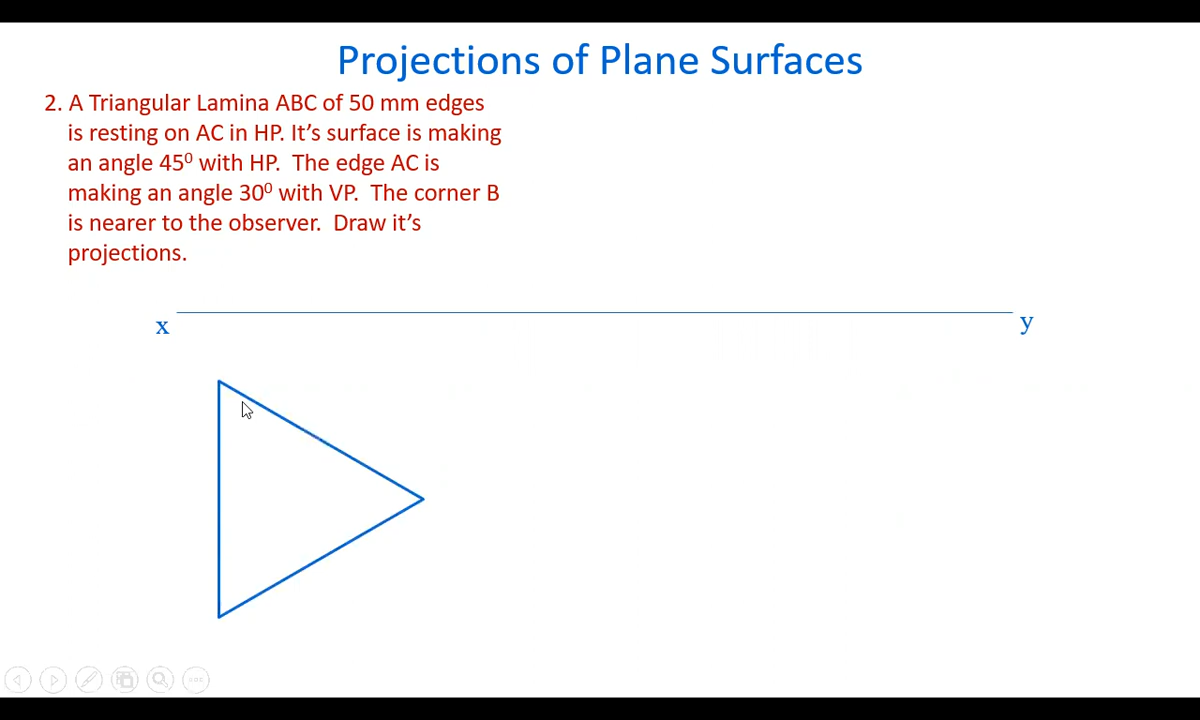 Projections of Plane Surfaces
2. A Triangular Lamina ABC of 50 mm edges
is resting on AC in HP. It’s surface is making
an angle 45⁰ with HP. The edge AC is
making an angle 30⁰ with VP. The corner B
is nearer to the observer. Draw it’s
projections.
x
y